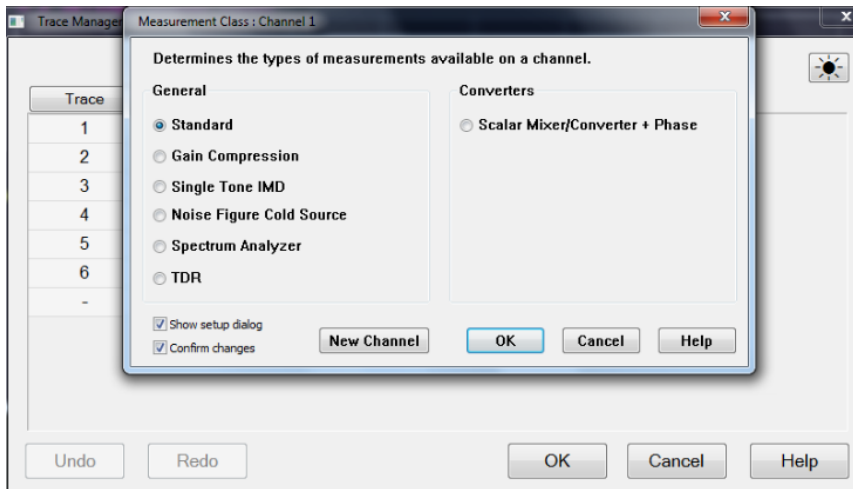 Trace Manager
Measurement Class : Channel 1
Determines the types of measurements available on a channel.
General
Standard
Gain Compression
Single Tone IMD
Noise Figure Cold Source
Spectrum Analyzer
TDR
Converters
Scalar Mixer/Converter + Phase
Show setup dialog
Confirm changes
New Channel
OK
Cancel
Help
Trace
1
2
3
4
5
6
-
Undo
Redo
OK
Cancel
Help